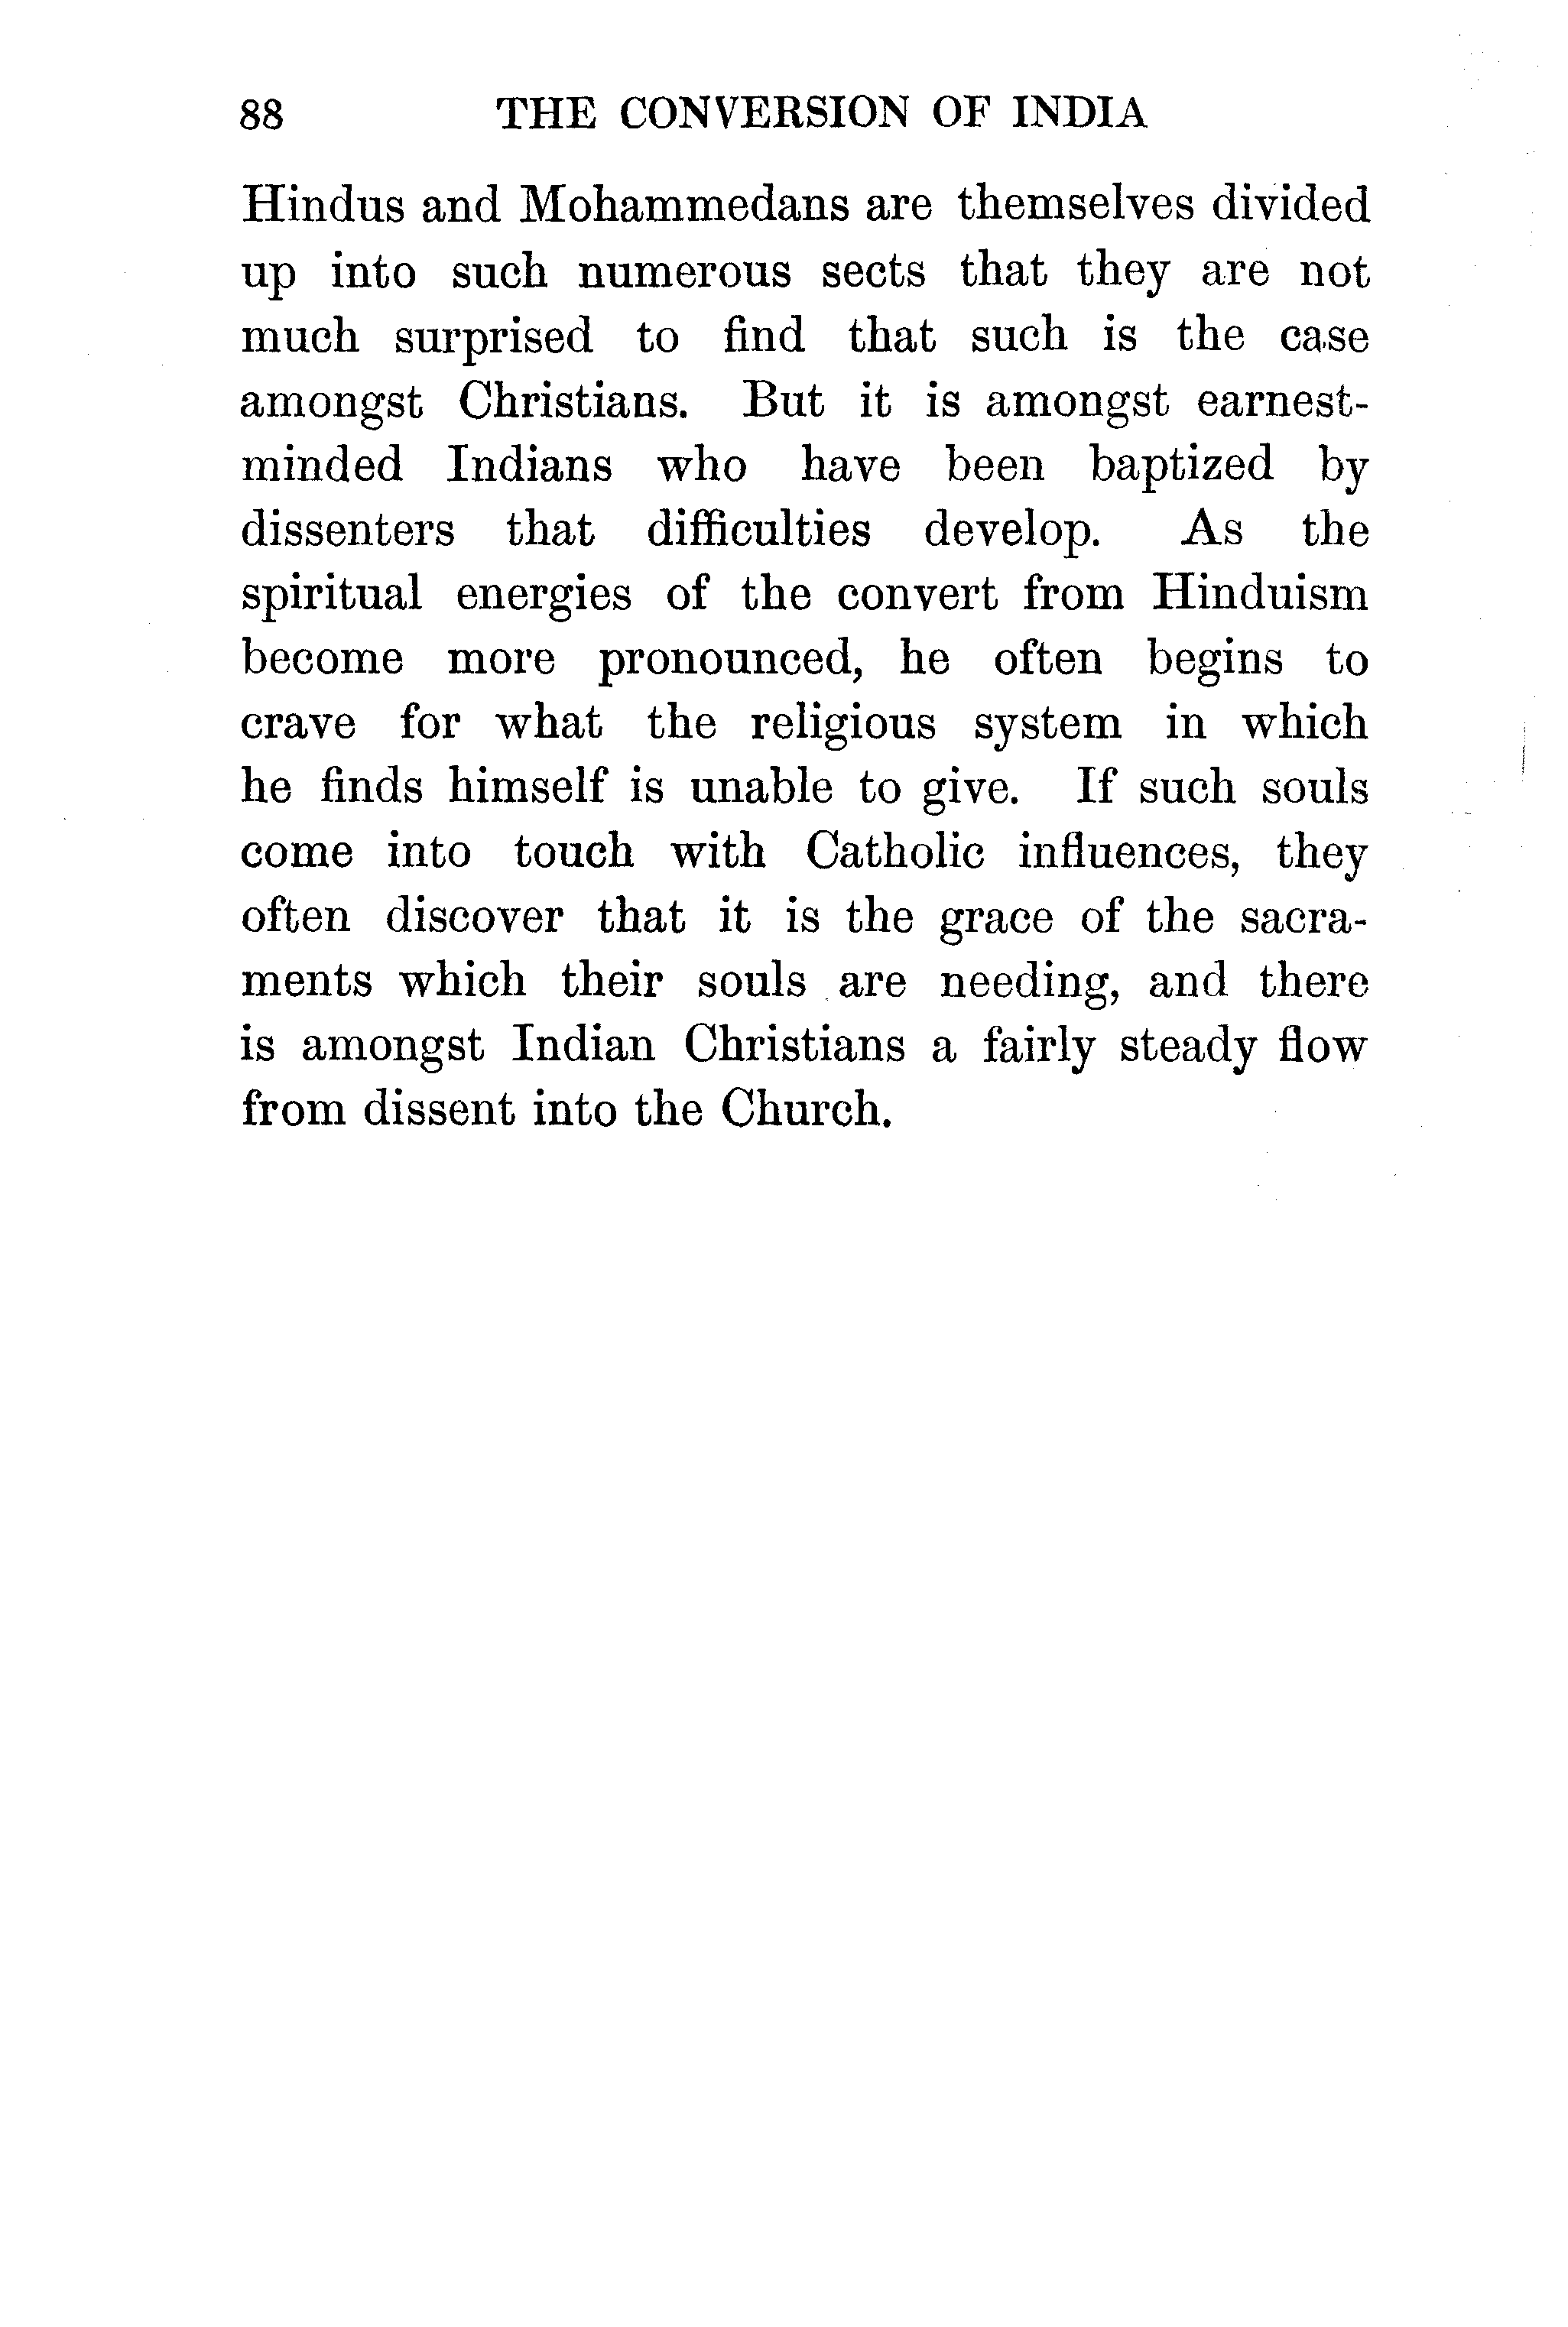 88 THE CONVERSION OF INDIA
Hindus and Mohammedans are themselves divided
up into such numerous sects that they are not
much surprised to find that such is the case
amongst Christians. But it is amongst earnest-
minded Indians who have been baptized by
dissenters that difficulties develop. As the
spiritual energies of the convert from Hinduism
become more pronounced, he often begins to
crave for what the religious system in which
he finds himself is unable to give. If such souls
come into touch with Catholic influences, they
often discover that it is the grace of the sacra-
ments which their souls are needing, and there
is amongst Indian Christians a fairly steady flow
from dissent into the Church.